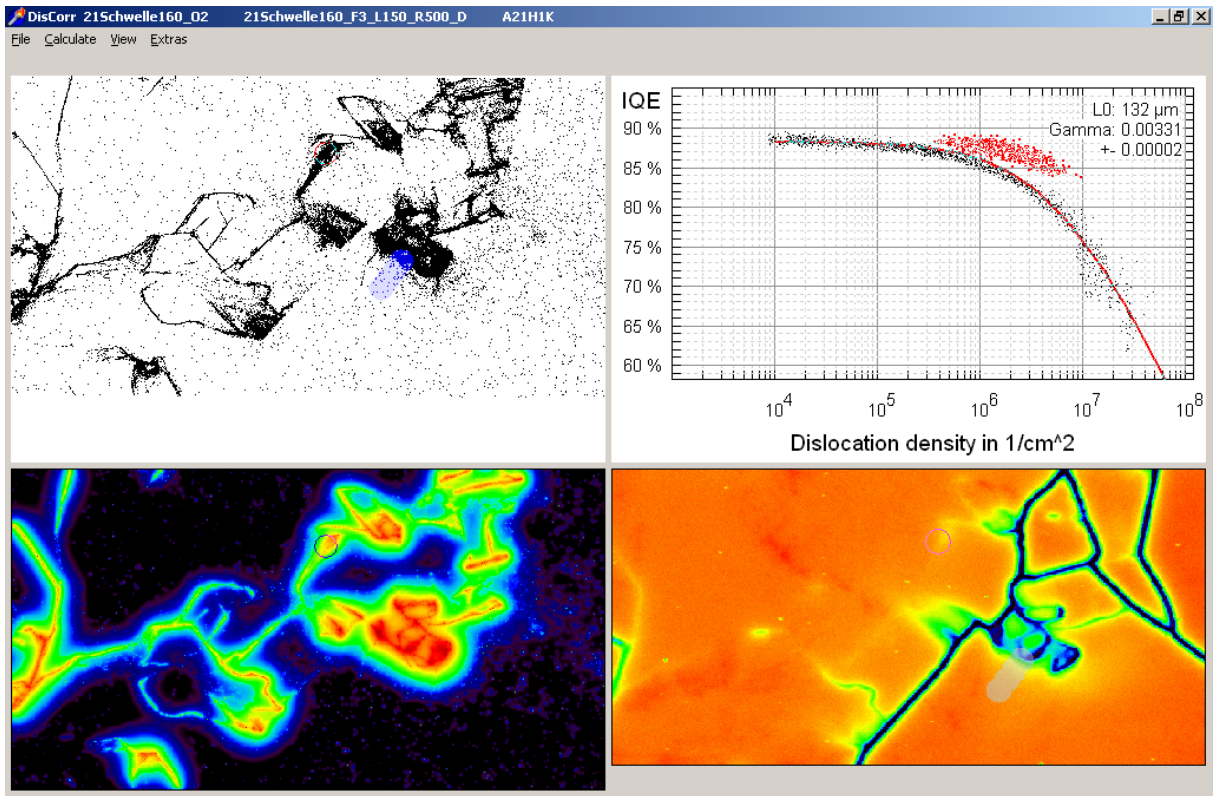 DisCorr 21Schwelle160_O2 21Schwelle160_F3_L150_R500_D A21H1K
File Calculate View Extras
IQE
L0: 132 µm
Gamma: 0.00331
+- 0.00002
90 %
85 %
80 %
75 %
70 %
65 %
60 %
10^4 10^5 10^6 10^7 10^8
Dislocation density in 1/cm^2